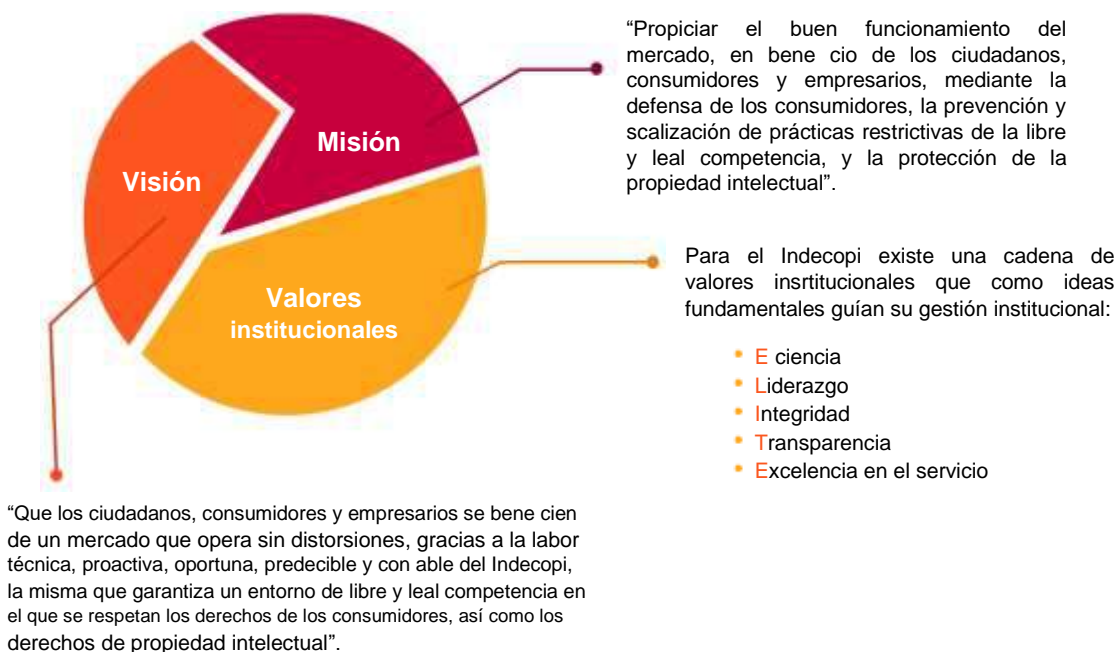 “Propiciar el buen funcionamiento del
mercado, en bene cio de los ciudadanos,
consumidores y empresarios, mediante la
defensa de los consumidores, la prevención y
scalización de prácticas restrictivas de la libre
y leal competencia, y la protección de la
propiedad intelectual”.
Misión
Visión
Valores
institucionales
Para el Indecopi existe una cadena de
valores insrtitucionales que como ideas
fundamentales guían su gestión institucional:
• E ciencia
• Liderazgo
• Integridad
• Transparencia
• Excelencia en el servicio
“Que los ciudadanos, consumidores y empresarios se bene cien
de un mercado que opera sin distorsiones, gracias a la labor
técnica, proactiva, oportuna, predecible y con able del Indecopi,
la misma que garantiza un entorno de libre y leal competencia en
el que se respetan los derechos de los consumidores, así como los
derechos de propiedad intelectual”.